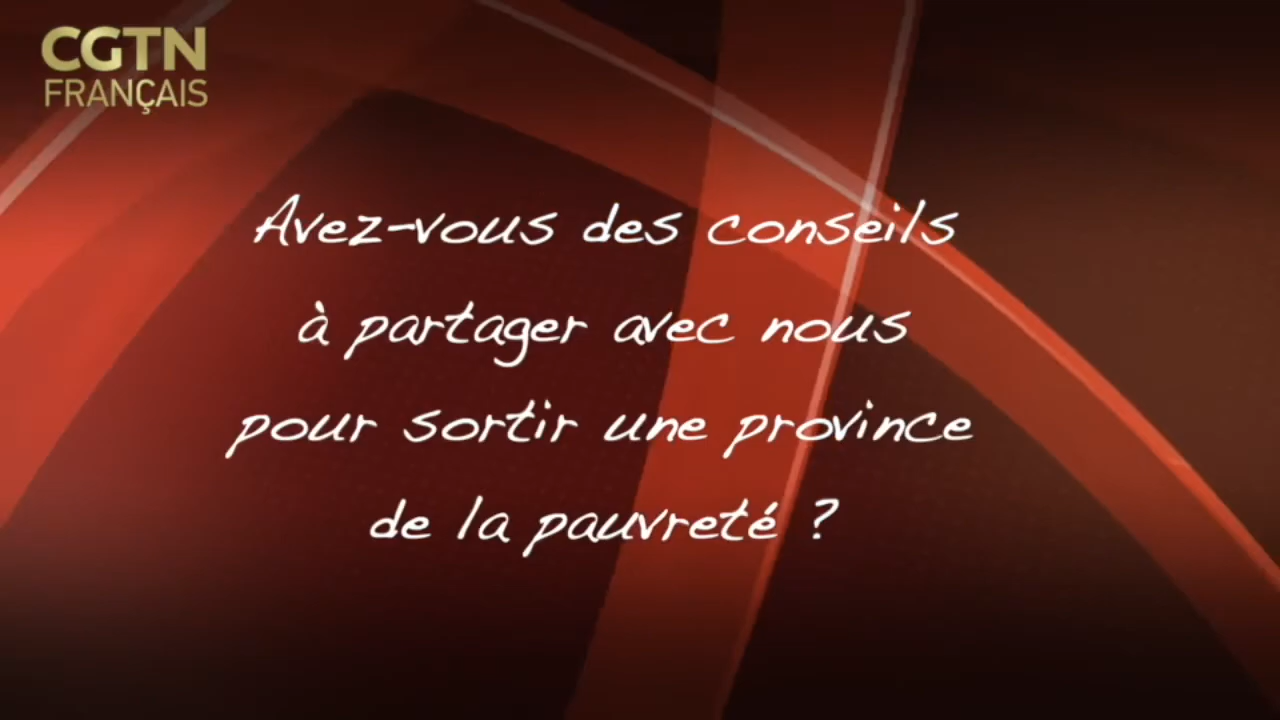 CGTN
FRANÇAIS
Avez-vous des conseils
à partager avec nous
pour sortir une province
de la pauvreté ?